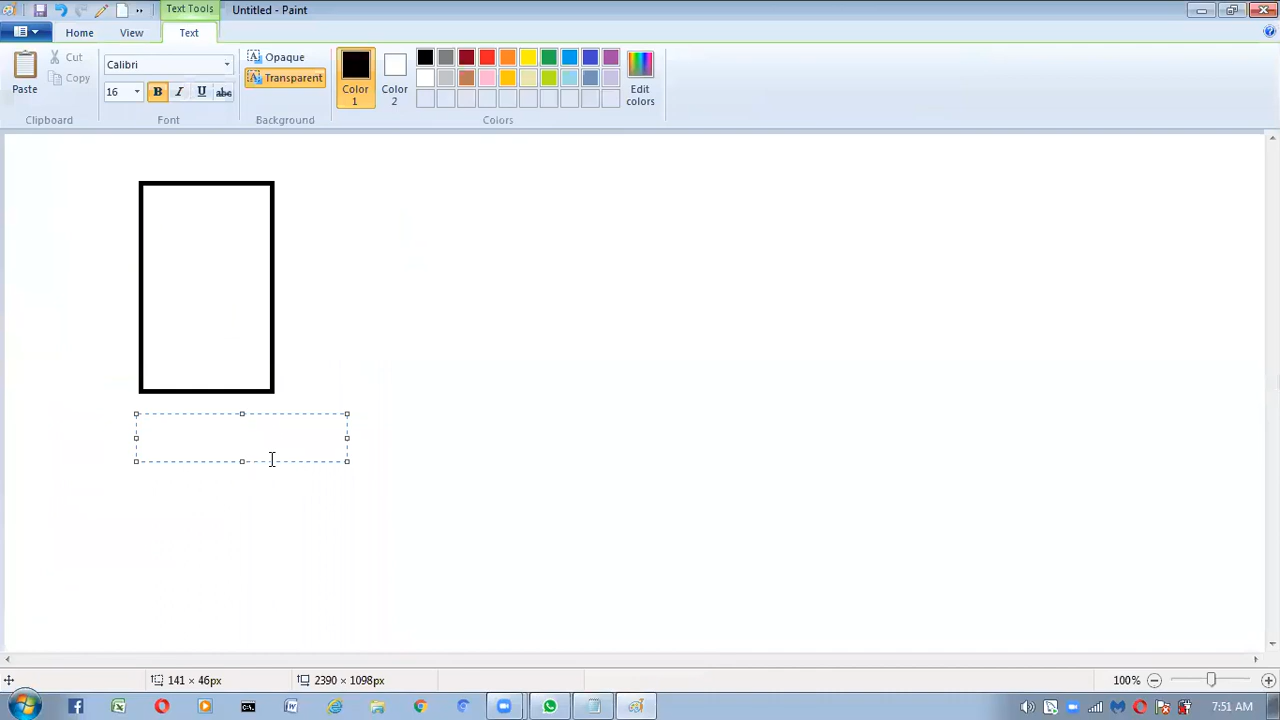 Text Tools
Untitled - Paint
Home
View
Text
Paste
Cut
Copy
Clipboard
Calibri
16
B I U abc
Font
A Opaque
A Transparent
Background
Color
1
Color
2
Edit
colors
Colors
141 × 46px
2390 × 1098px
100%
7:51 AM